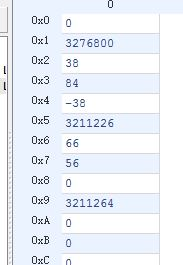 0
0x0 0
0x1 3276800
0x2 38
0x3 84
0x4 -38
0x5 3211226
0x6 66
0x7 56
0x8 0
0x9 3211264
0xA 0
0xB 0
0xC 0